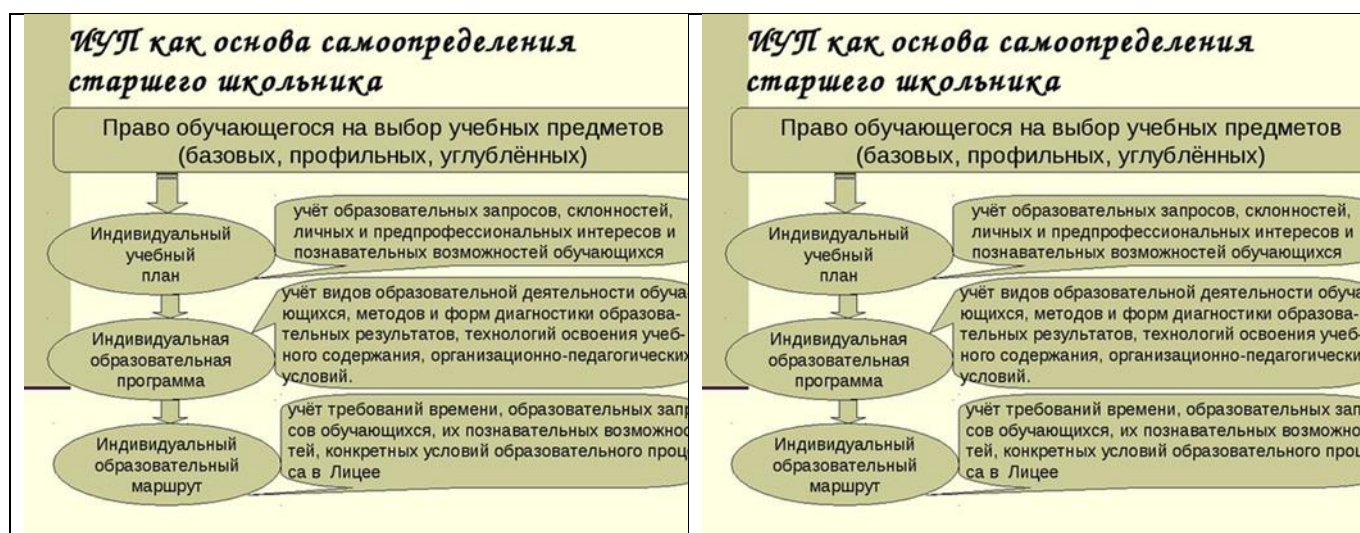 ИУП как основа самоопределения
старшего школьника
Право обучающегося на выбор учебных предметов
(базовых, профильных, углублённых)
Индивидуальный
учебный
план
учёт образовательных запросов, склонностей,
личных и предпрофессиональных интересов и
познавательных возможностей обучающихся
Индивидуальная
образовательная
программа
учёт видов образовательной деятельности обуча
ющихся, методов и форм диагностики образова-
тельных результатов, технологий освоения учеб-
ного содержания, организационно-педагогических
условий.
Индивидуальный
образовательный
маршрут
учёт требований времени, образовательных запр
сов обучающихся, их познавательных возможнос
тей, конкретных условий образовательного проце
са в Лицее
ИУП как основа самоопределения
старшего школьника
Право обучающегося на выбор учебных предметов
(базовых, профильных, углублённых)
Индивидуальный
учебный
план
учёт образовательных запросов, склонностей,
личных и предпрофессиональных интересов и
познавательных возможностей обучающихся
Индивидуальная
образовательная
программа
учёт видов образовательной деятельности обуча
ющихся, методов и форм диагностики образова-
тельных результатов, технологий освоения учеб-
ного содержания, организационно-педагогически
условий.
Индивидуальный
образовательный
маршрут
учёт требований времени, образовательных зап
сов обучающихся, их познавательных возможно
тей, конкретных условий образовательного проц
са в Лицее